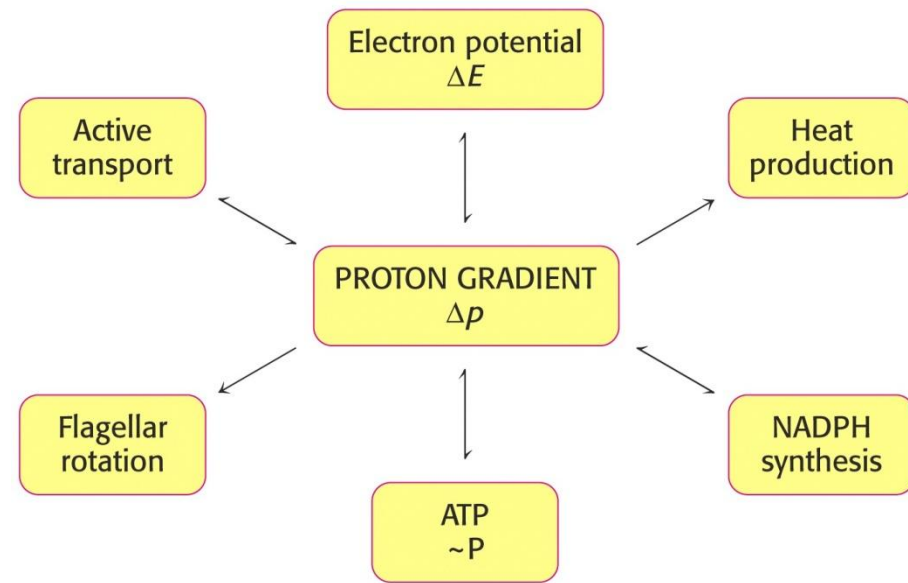 Electron potential
ΔE
Active
transport
Heat
production
PROTON GRADIENT
Δp
Flagellar
rotation
NADPH
synthesis
ATP
~P